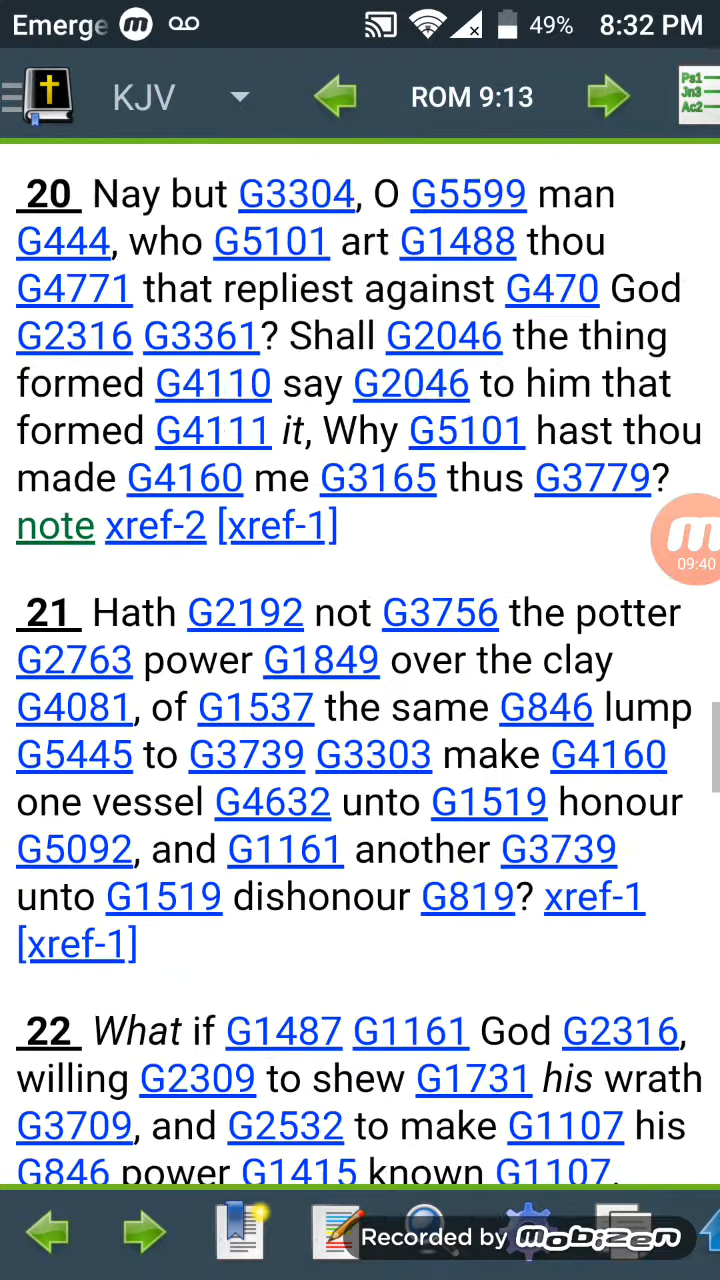 Emerge 49% 8:32 PM
KJV ROM 9:13 Ps1 Jn3 Ac2
20 Nay but G3304, O G5599 man
G444, who G5101 art G1488 thou
G4771 that repliest against G470 God
G2316 G3361? Shall G2046 the thing
formed G4110 say G2046 to him that
formed G4111 it, Why G5101 hast thou
made G4160 me G3165 thus G3779?
note xref-2 [xref-1]
m
09:40
21 Hath G2192 not G3756 the potter
G2763 power G1849 over the clay
G4081, of G1537 the same G846 lump
G5445 to G3739 G3303 make G4160
one vessel G4632 unto G1519 honour
G5092, and G1161 another G3739
unto G1519 dishonour G819? xref-1
[xref-1]
22 What if G1487 G1161 God G2316,
willing G2309 to shew G1731 his wrath
G3709, and G2532 to make G1107 his
G846 power G1415 known G1107,
Recorded by mobizen